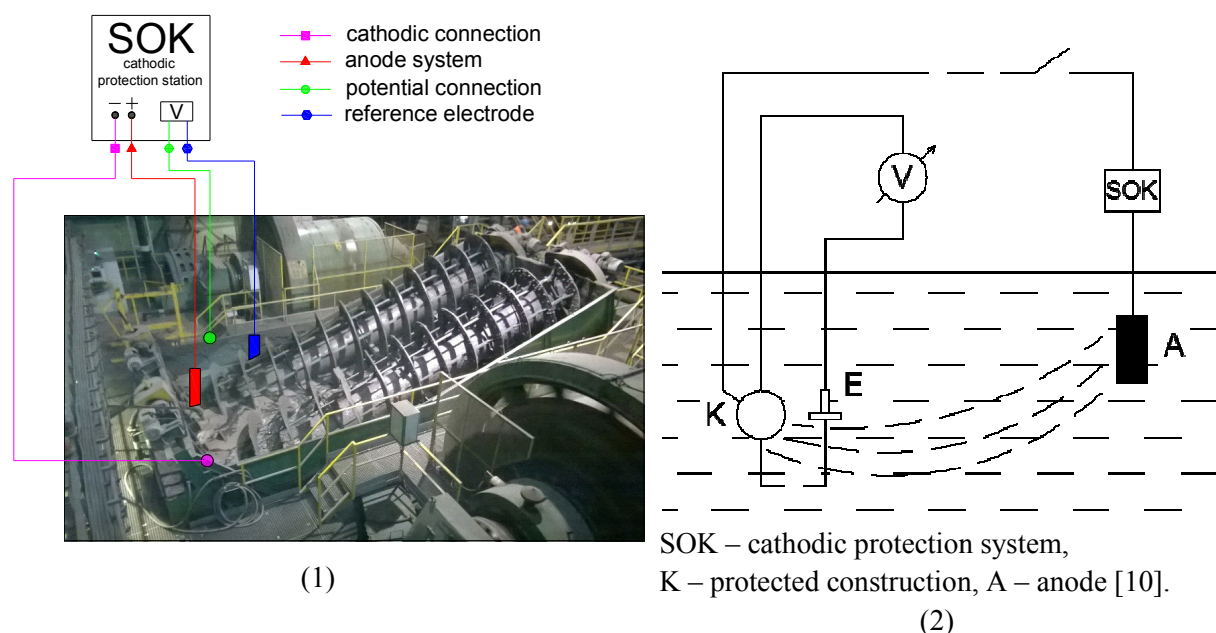 SOK
cathodic
protection station
− +
V
cathodic connection
anode system
potential connection
reference electrode
(1)
V
SOK
A
E
K
SOK – cathodic protection system,
K – protected construction, A – anode [10].
(2)